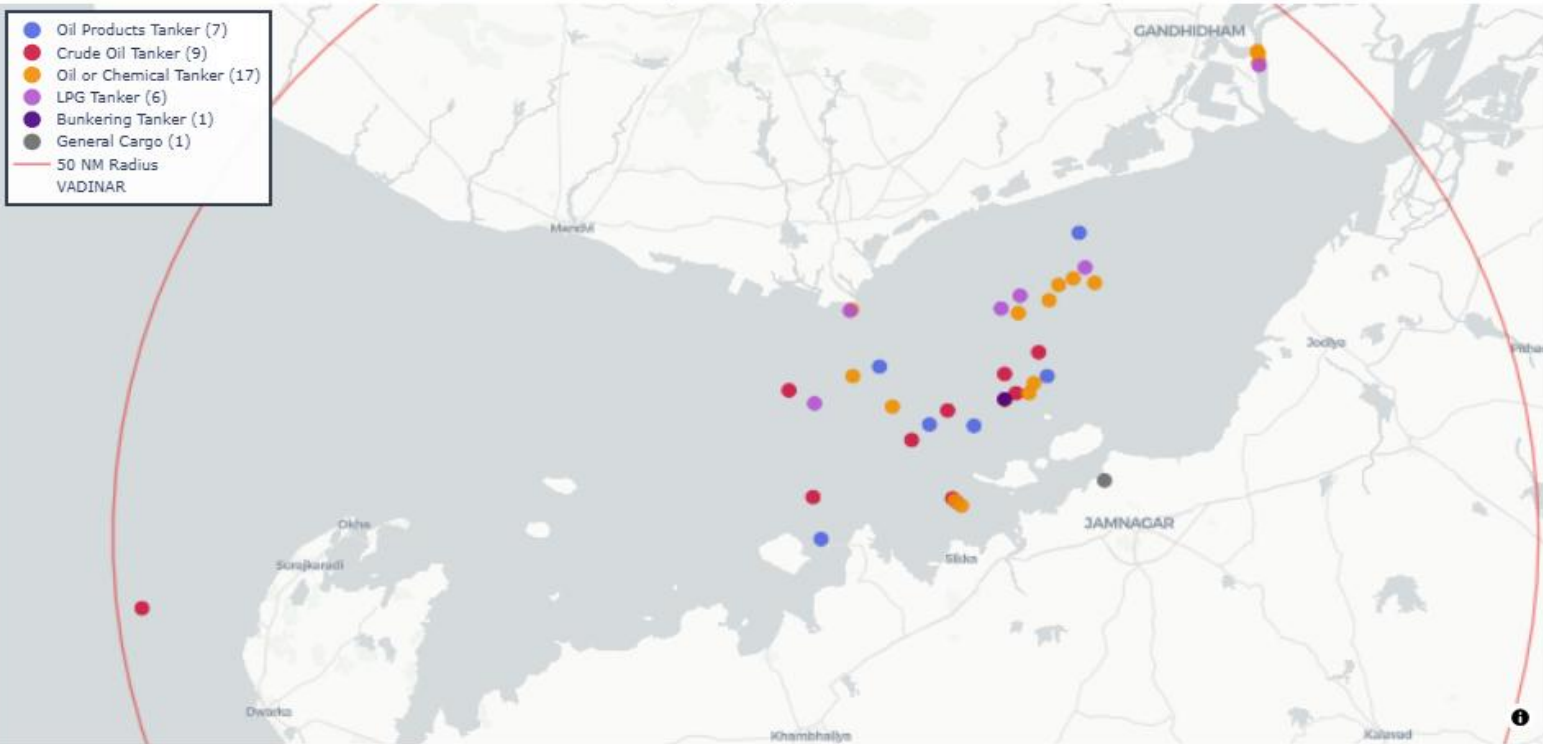 Oil Products Tanker (7)
Crude Oil Tanker (9)
Oil or Chemical Tanker (17)
LPG Tanker (6)
Bunkering Tanker (1)
General Cargo (1)
50 NM Radius
VADINAR
GANDHIDHAM
Mandvi
Jodiya
Okha
JAMNAGAR
Sikka
Surajkaradi
Dwarka
Khambhaliya
Kalavad